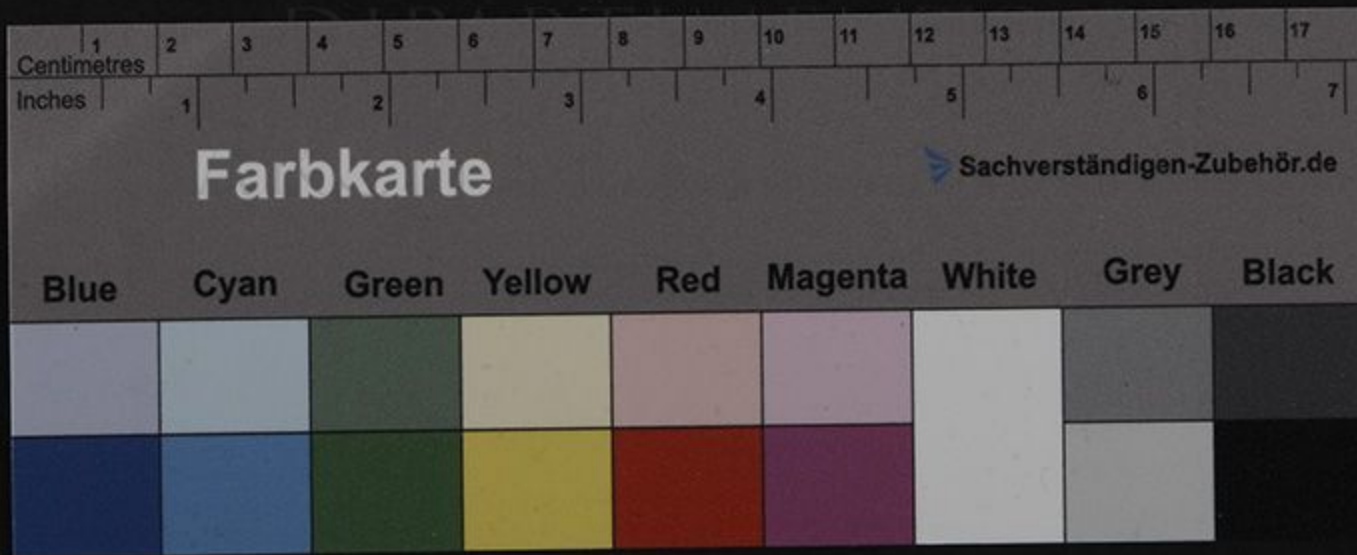 1 2 3 4 5 6 7 8 9 10 11 12 13 14 15 16 17
Centimetres
Inches 1 2 3 4 5 6 7
Farbkarte
Sachverständigen-Zubehör.de
Blue Cyan Green Yellow Red Magenta White Grey Black